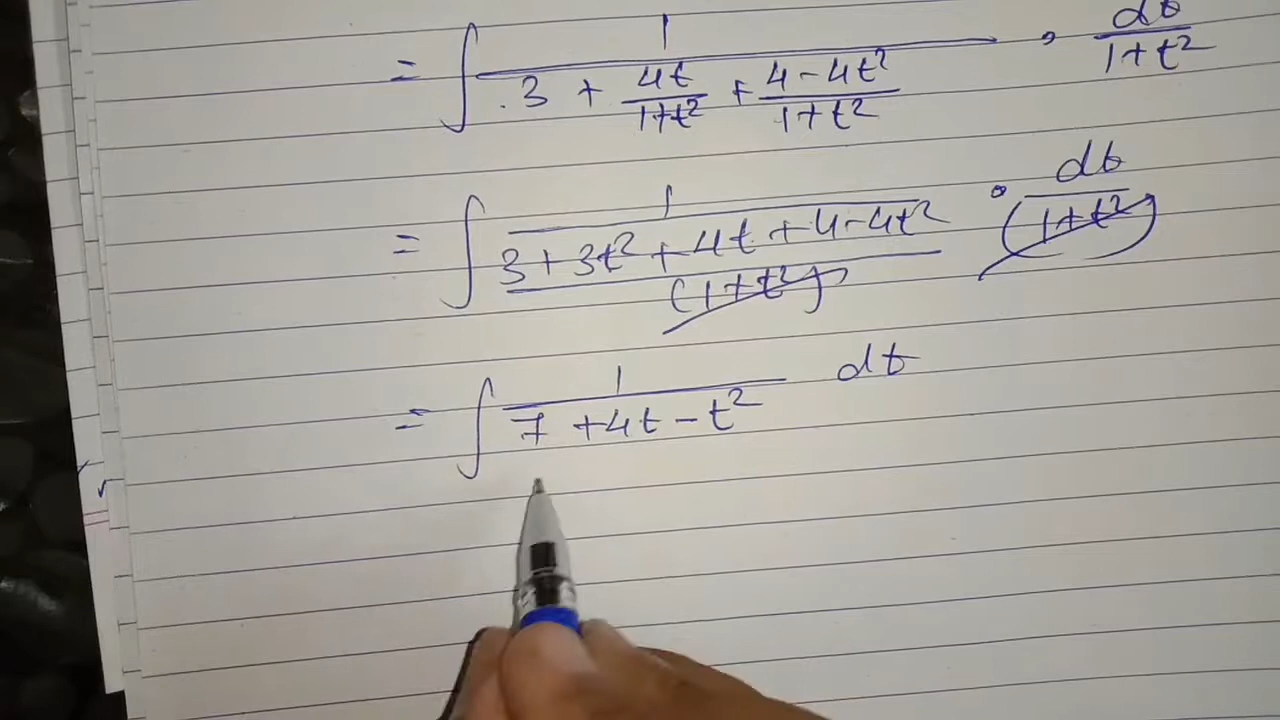 = ∫ 1/(3 + 4t/(1+t²) + (4-4t²)/(1+t²)) · dt/(1+t²)
= ∫ 1/((3+3t²+4t+4-4t²)/(1+t²)) · dt/(1+t²)
= ∫ 1/(7+4t-t²) dt